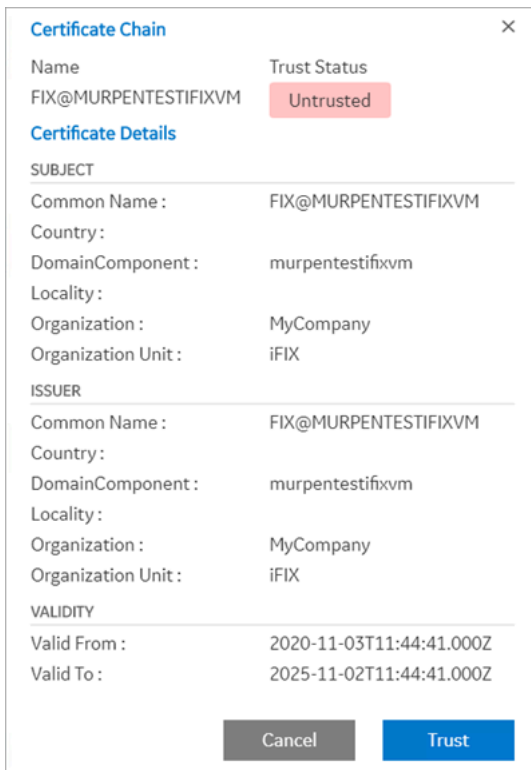 Certificate Chain
Name Trust Status
FIX@MURPENTESTIFIXVM Untrusted
Certificate Details
SUBJECT
Common Name : FIX@MURPENTESTIFIXVM
Country :
DomainComponent : murpentestifixvm
Locality :
Organization : MyCompany
Organization Unit : iFIX
ISSUER
Common Name : FIX@MURPENTESTIFIXVM
Country :
DomainComponent : murpentestifixvm
Locality :
Organization : MyCompany
Organization Unit : iFIX
VALIDITY
Valid From : 2020-11-03T11:44:41.000Z
Valid To : 2025-11-02T11:44:41.000Z
Cancel Trust